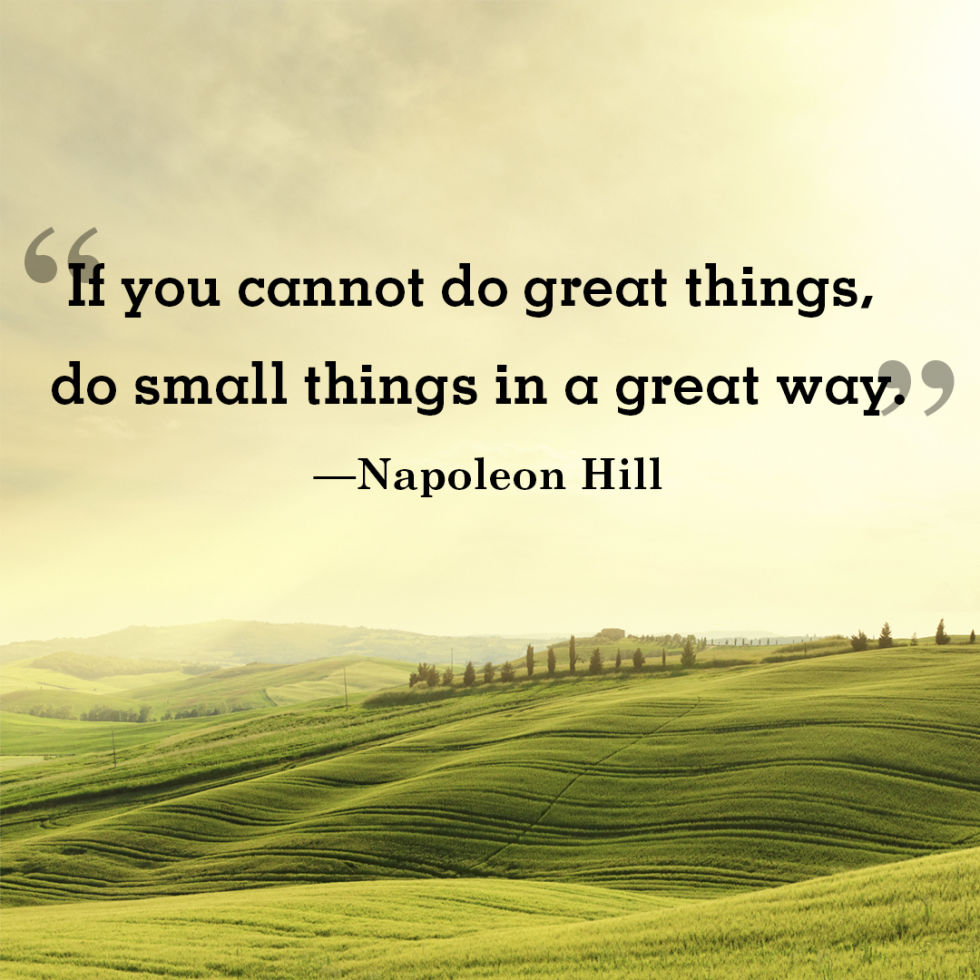 “If you cannot do great things,
do small things in a great way.”
—Napoleon Hill